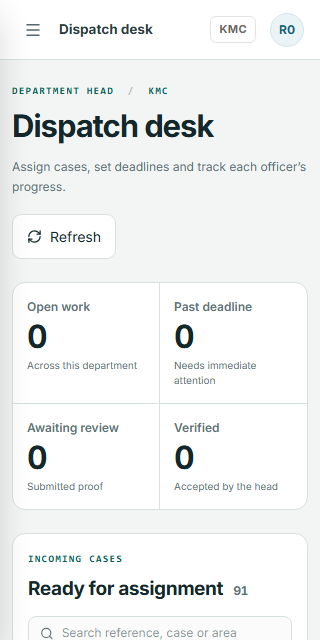 Dispatch desk
KMC
RO
DEPARTMENT HEAD / KMC
Dispatch desk
Assign cases, set deadlines and track each officer's
progress.
Refresh
Open work
0
Across this department
Past deadline
0
Needs immediate
attention
Awaiting review
0
Submitted proof
Verified
0
Accepted by the head
INCOMING CASES
Ready for assignment 91
Search reference, case or area